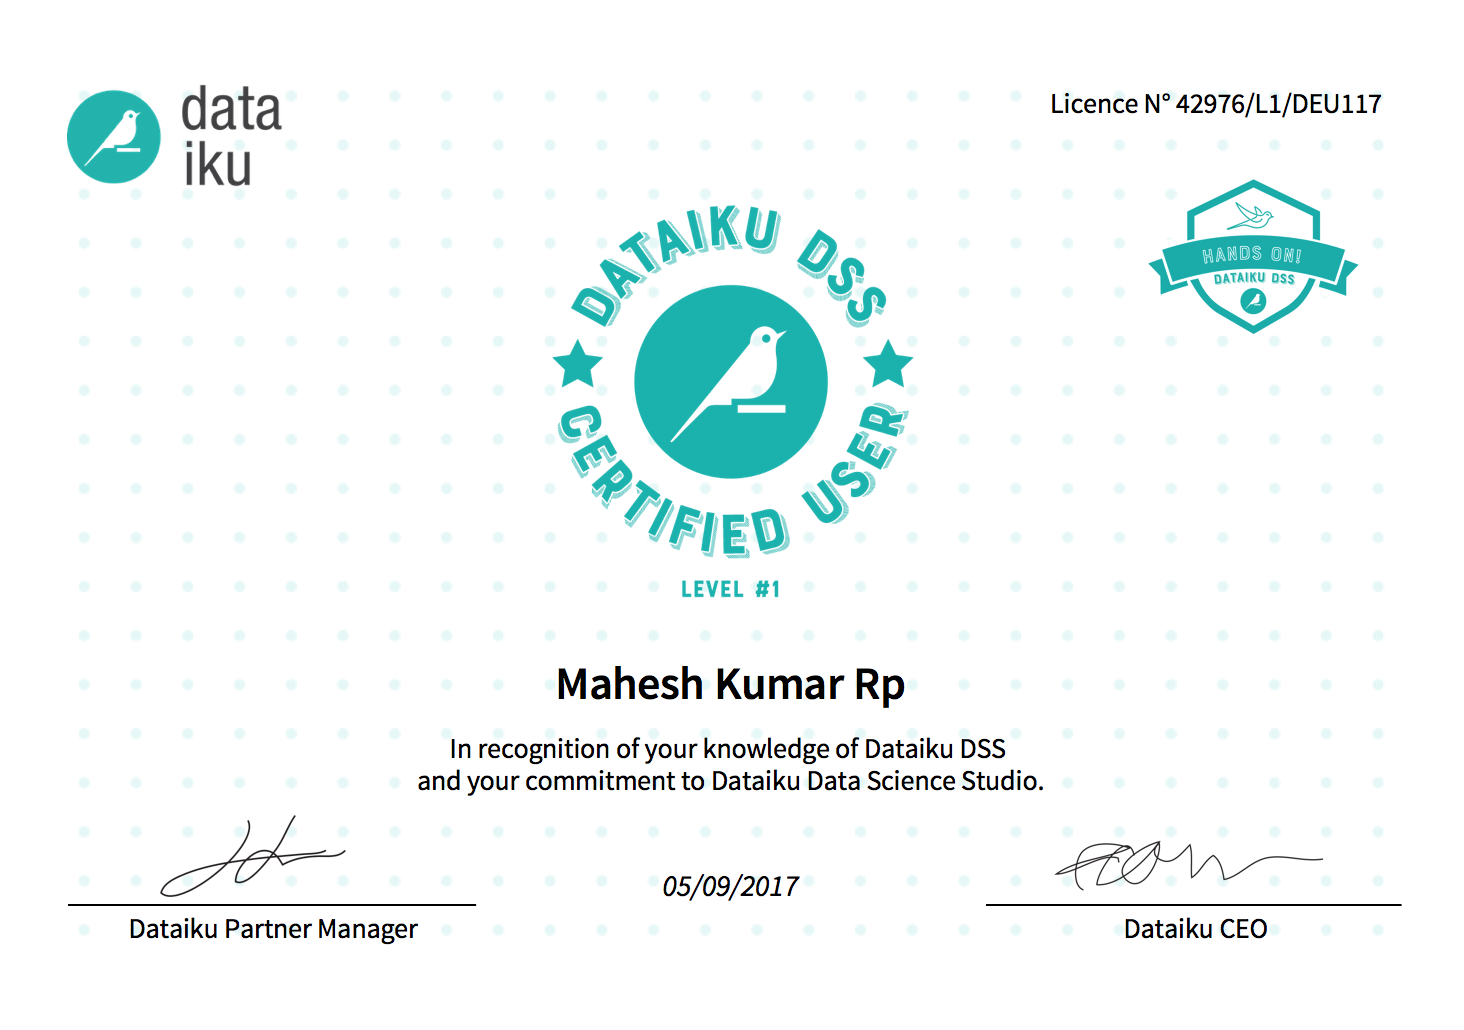 data
iku
Licence N° 42976/L1/DEU117
HANDS ON!
DATAIKU DSS
DATAIKU DSS
CERTIFIED USER
LEVEL #1
Mahesh Kumar Rp
In recognition of your knowledge of Dataiku DSS
and your commitment to Dataiku Data Science Studio.
05/09/2017
Dataiku Partner Manager
Dataiku CEO